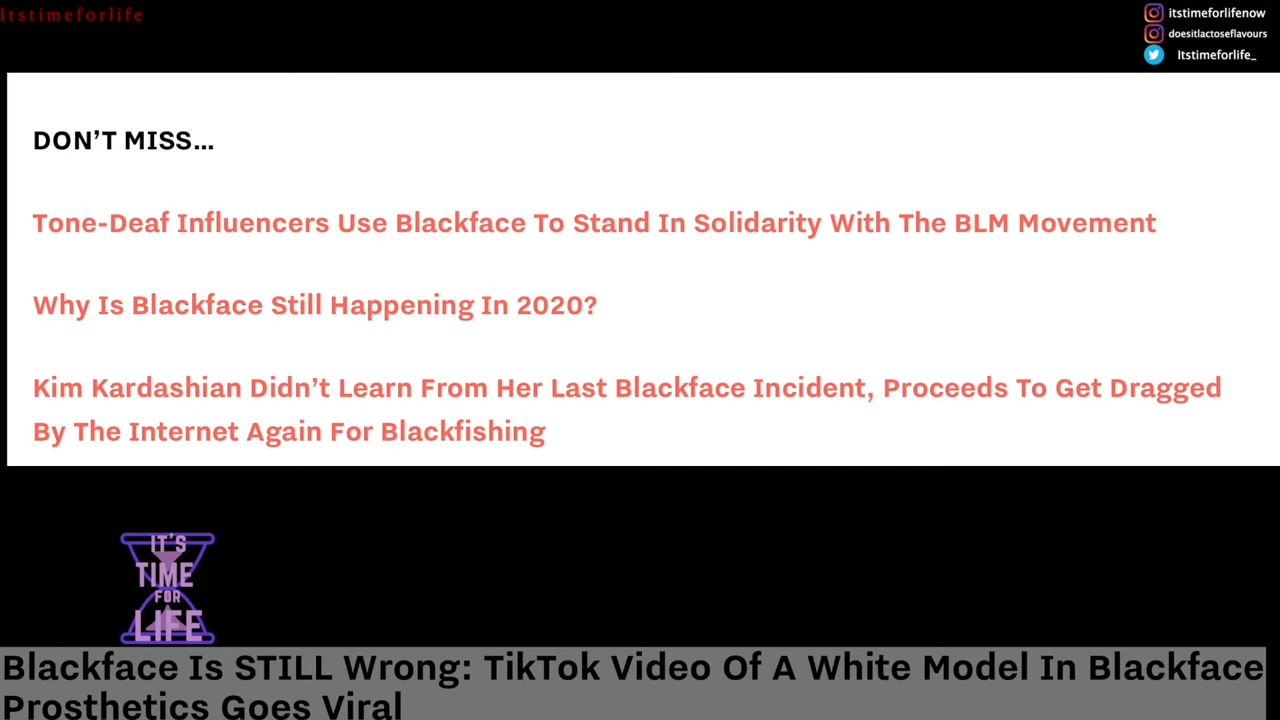 Itstimeforlife
itstimeforlifenow
doesitlactoseflavours
Itstimeforlife_
DON’T MISS…
Tone-Deaf Influencers Use Blackface To Stand In Solidarity With The BLM Movement
Why Is Blackface Still Happening In 2020?
Kim Kardashian Didn’t Learn From Her Last Blackface Incident, Proceeds To Get Dragged
By The Internet Again For Blackfishing
IT'S
TIME
FOR
LIFE
Blackface Is STILL Wrong: TikTok Video Of A White Model In Blackface
Prosthetics Goes Viral